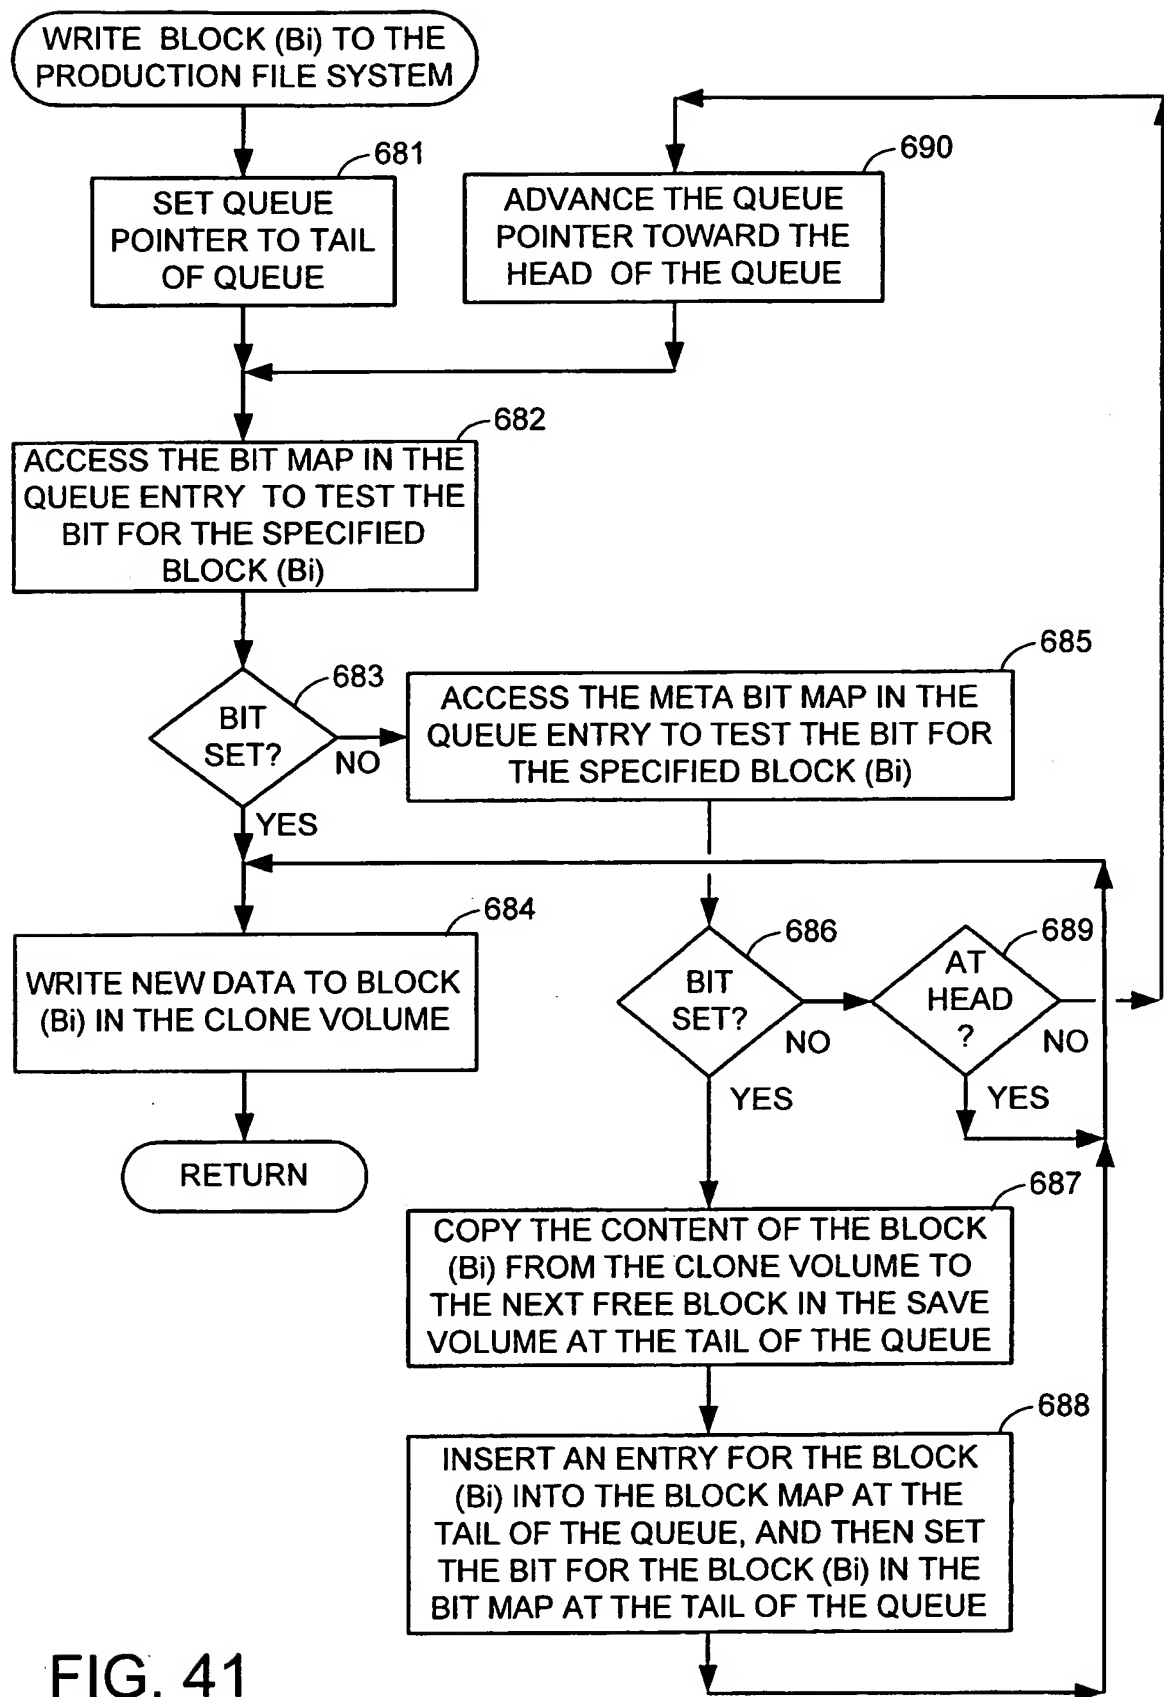 WRITE BLOCK (Bi) TO THE
PRODUCTION FILE SYSTEM
681
SET QUEUE
POINTER TO TAIL
OF QUEUE
690
ADVANCE THE QUEUE
POINTER TOWARD THE
HEAD OF THE QUEUE
682
ACCESS THE BIT MAP IN THE
QUEUE ENTRY TO TEST THE
BIT FOR THE SPECIFIED
BLOCK (Bi)
683
BIT
SET?
NO
YES
685
ACCESS THE META BIT MAP IN THE
QUEUE ENTRY TO TEST THE BIT FOR
THE SPECIFIED BLOCK (Bi)
684
WRITE NEW DATA TO BLOCK
(Bi) IN THE CLONE VOLUME
RETURN
686
BIT
SET?
NO
YES
689
AT
HEAD
?
NO
YES
687
COPY THE CONTENT OF THE BLOCK
(Bi) FROM THE CLONE VOLUME TO
THE NEXT FREE BLOCK IN THE SAVE
VOLUME AT THE TAIL OF THE QUEUE
688
INSERT AN ENTRY FOR THE BLOCK
(Bi) INTO THE BLOCK MAP AT THE
TAIL OF THE QUEUE, AND THEN SET
THE BIT FOR THE BLOCK (Bi) IN THE
BIT MAP AT THE TAIL OF THE QUEUE
FIG. 41